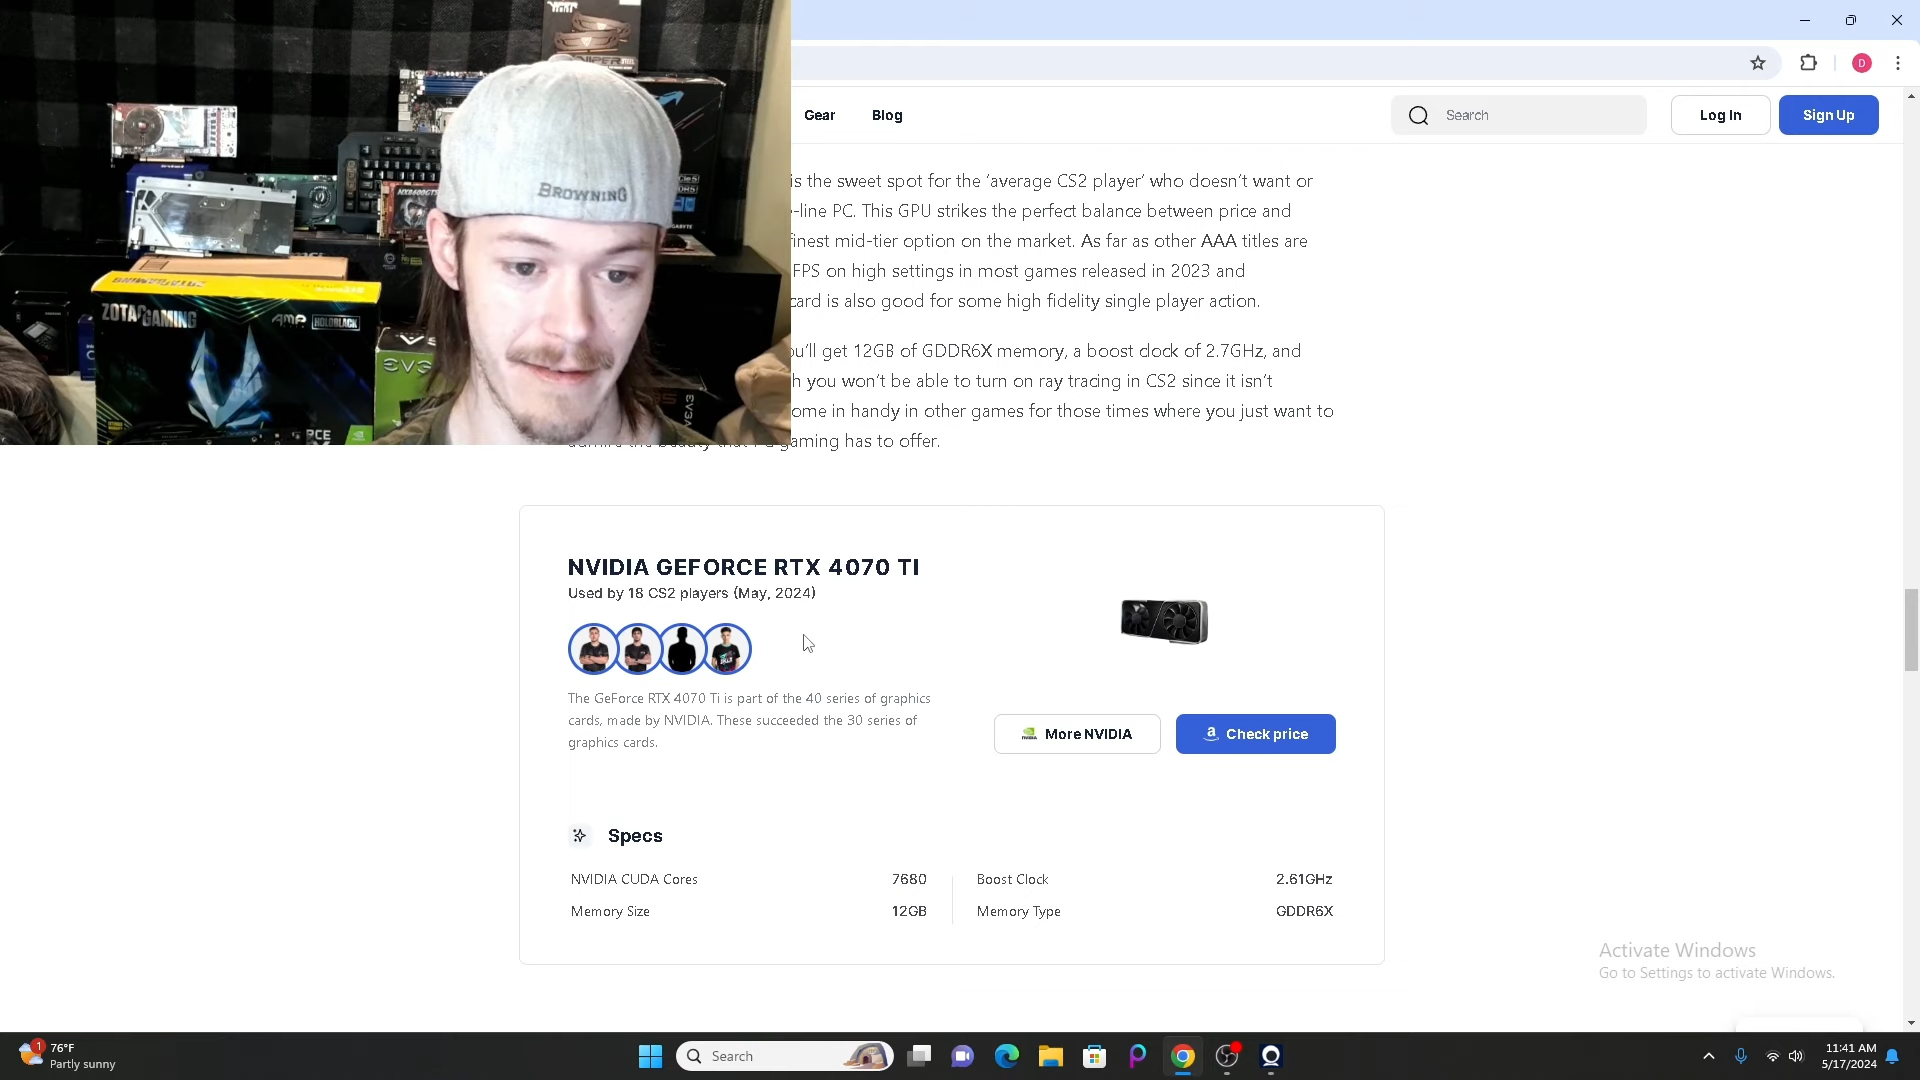 BROWNING
ZOTAC GAMING
AMP HOLOBLACK
EVG
GIGABYTE
Gear Blog Search Log In Sign Up
is the sweet spot for the ‘average CS2 player’ who doesn’t want or
-line PC. This GPU strikes the perfect balance between price and
finest mid-tier option on the market. As far as other AAA titles are
FPS on high settings in most games released in 2023 and
card is also good for some high fidelity single player action.
ou’ll get 12GB of GDDR6X memory, a boost clock of 2.7GHz, and
h you won’t be able to turn on ray tracing in CS2 since it isn’t
ome in handy in other games for those times where you just want to
gaming has to offer.
NVIDIA GEFORCE RTX 4070 TI
Used by 18 CS2 players (May, 2024)
The GeForce RTX 4070 Ti is part of the 40 series of graphics
cards, made by NVIDIA. These succeeded the 30 series of
graphics cards.
More NVIDIA
Check price
Specs
NVIDIA CUDA Cores 7680
Boost Clock 2.61GHz
Memory Size 12GB
Memory Type GDDR6X
Activate Windows
Go to Settings to activate Windows.
76°F
Partly sunny
Search
11:41 AM
5/17/2024